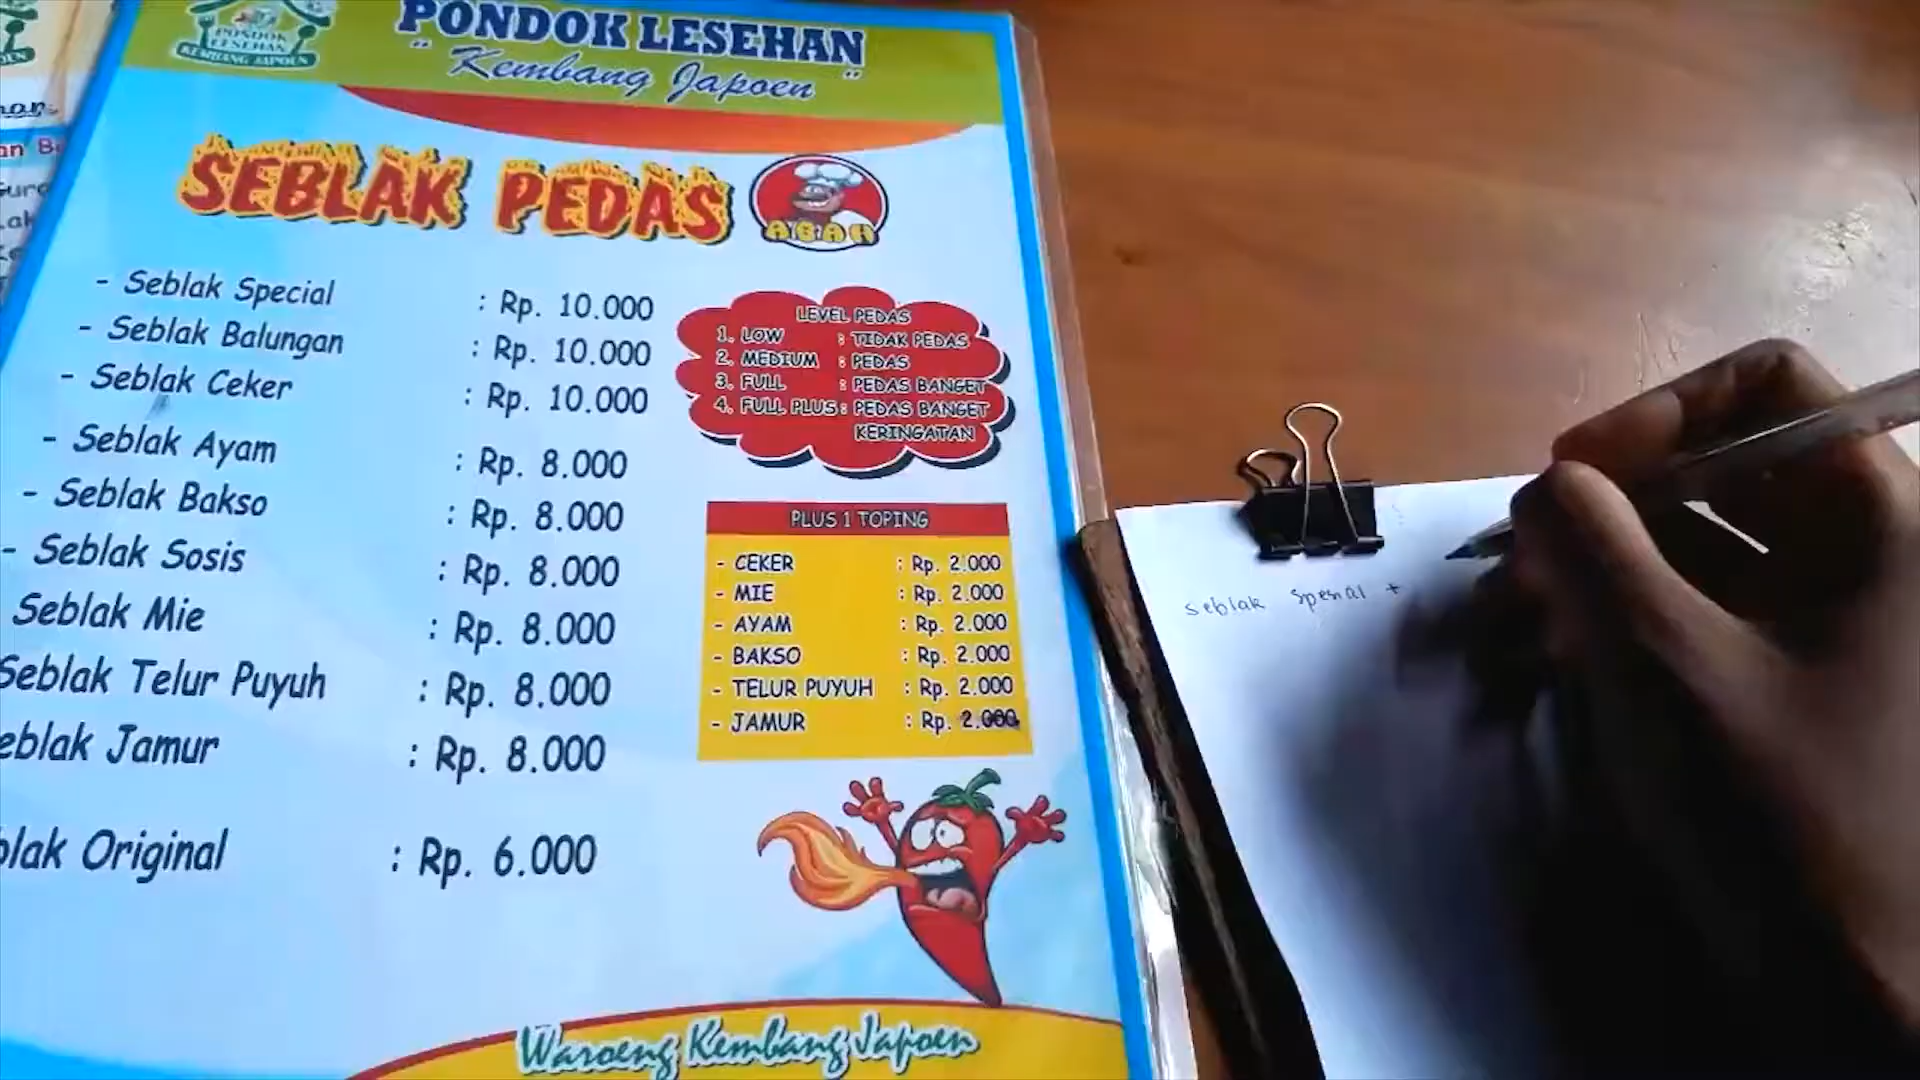 PONDOK LESEHAN
KEMBANG JAPOEN
PONDOK LESEHAN
"Kembang Japoen"
SEBLAK PEDAS
ABAH
- Seblak Special : Rp. 10.000
- Seblak Balungan : Rp. 10.000
- Seblak Ceker : Rp. 10.000
- Seblak Ayam : Rp. 8.000
- Seblak Bakso : Rp. 8.000
- Seblak Sosis : Rp. 8.000
Seblak Mie : Rp. 8.000
Seblak Telur Puyuh : Rp. 8.000
eblak Jamur : Rp. 8.000
blak Original : Rp. 6.000
LEVEL PEDAS
1. LOW : TIDAK PEDAS
2. MEDIUM : PEDAS
3. FULL : PEDAS BANGET
4. FULL PLUS : PEDAS BANGET
KERINGATAN
PLUS 1 TOPING
- CEKER : Rp. 2.000
- MIE : Rp. 2.000
- AYAM : Rp. 2.000
- BAKSO : Rp. 2.000
- TELUR PUYUH : Rp. 2.000
- JAMUR : Rp. 2.000
Waroeng Kembang Japoen
seblak spesial +